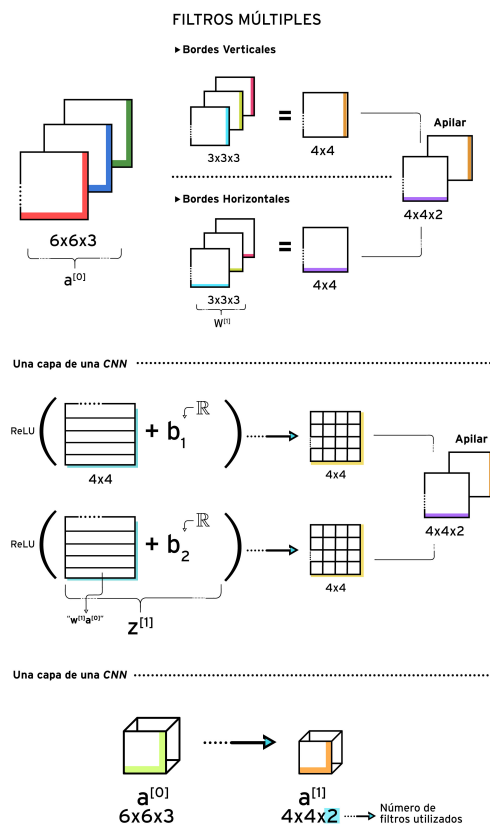 FILTROS MÚLTIPLES
▸ Bordes Verticales
3x3x3
=
4x4
Apilar
4x4x2
6x6x3
a[0]
▸ Bordes Horizontales
3x3x3
W[1]
=
4x4
Una capa de una CNN
ReLU ( + b1 ℝ )
4x4
4x4
Apilar
4x4x2
ReLU ( + b2 ℝ )
4x4
"w[1]a[0]"
z[1]
Una capa de una CNN
a[0]
6x6x3
a[1]
4x4x2
Número de
filtros utilizados